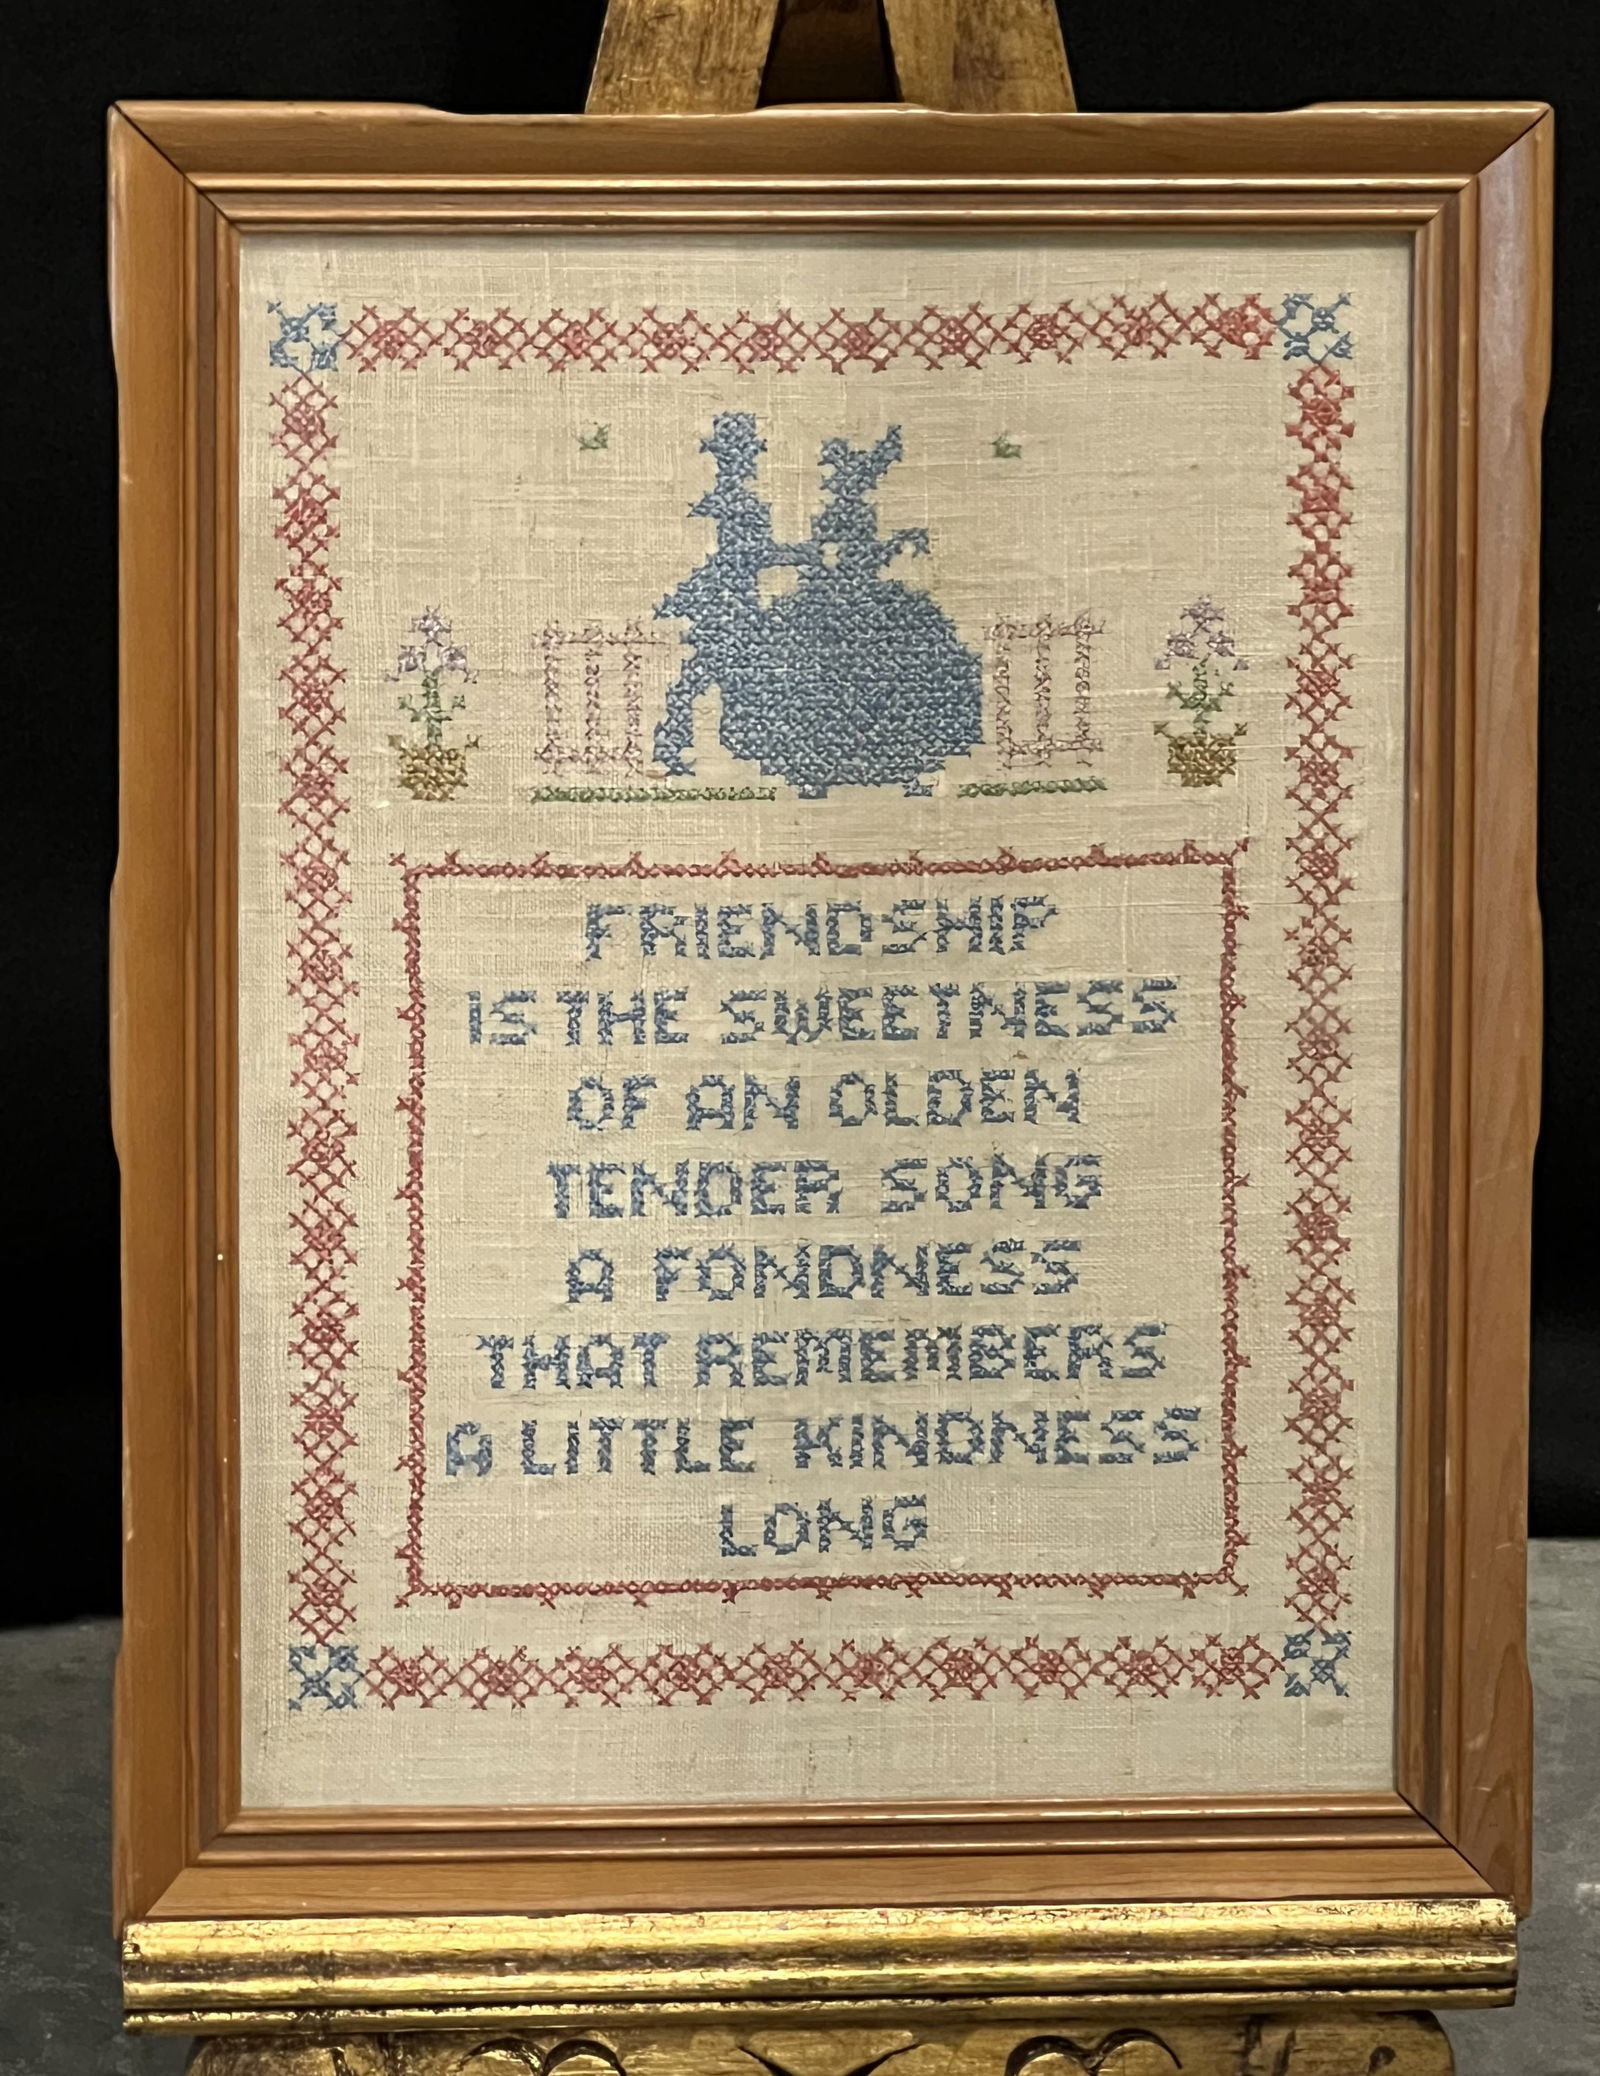 FRIENDSHIP
IS THE SWEETNESS
OF AN OLDEN
TENDER SONG
A FONDNESS
THAT REMEMBERS
A LITTLE KINDNESS
LONG